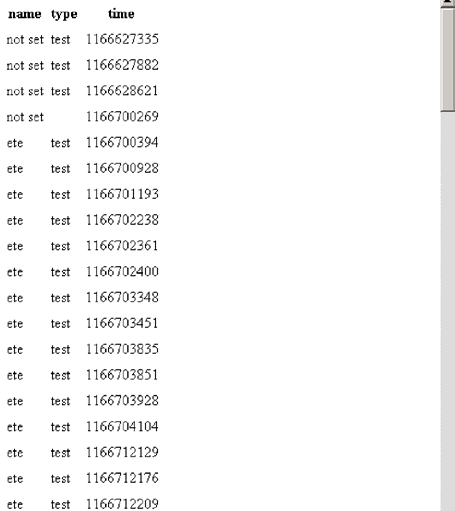 name type time
not set test 1166627335
not set test 1166627882
not set test 1166628621
not set 1166700269
ete test 1166700394
ete test 1166700928
ete test 1166701193
ete test 1166702238
ete test 1166702361
ete test 1166702400
ete test 1166703348
ete test 1166703451
ete test 1166703835
ete test 1166703851
ete test 1166703928
ete test 1166704104
ete test 1166712129
ete test 1166712176
ete test 1166712209